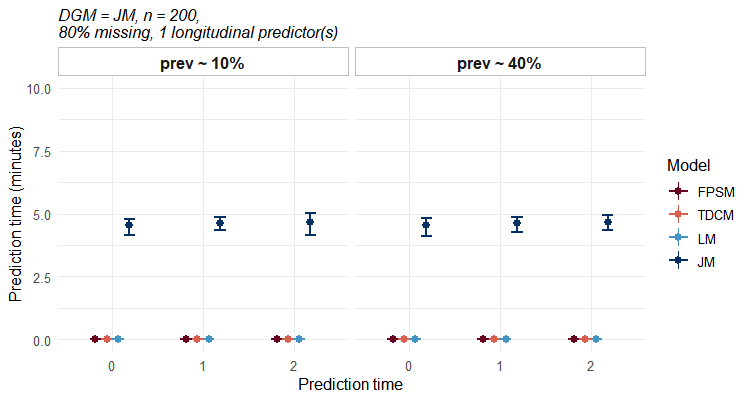 DGM = JM, n = 200,
80% missing, 1 longitudinal predictor(s)
prev ~ 10%
prev ~ 40%
Prediction time (minutes)
10.0
7.5
5.0
2.5
0.0
0 1 2
0 1 2
Prediction time
Model
FPSM
TDCM
LM
JM